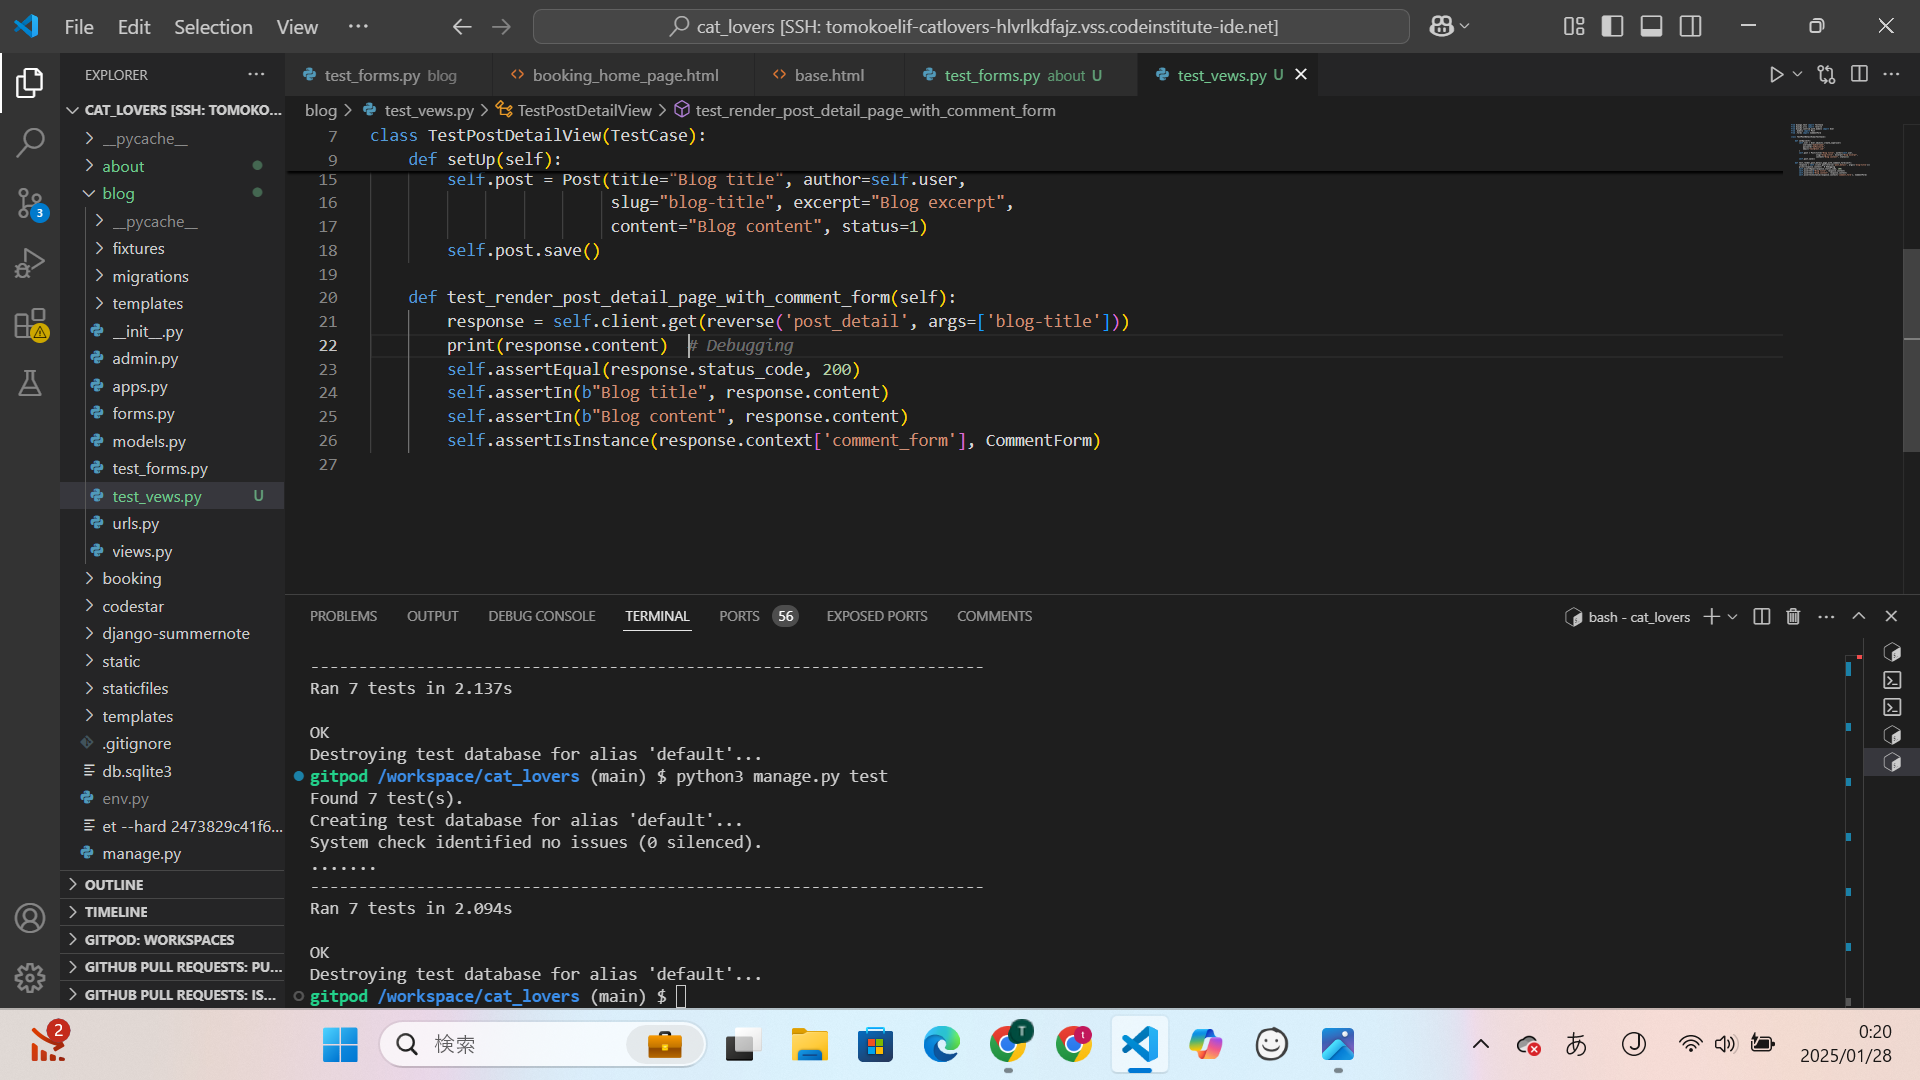 File Edit Selection View ···
cat_lovers [SSH: tomokoelif-catlovers-hlvrlkdfajz.vss.codeinstitute-ide.net]
EXPLORER
CAT_LOVERS [SSH: TOMOKO...
__pycache__
about
blog
__pycache__
fixtures
migrations
templates
__init__.py
admin.py
apps.py
forms.py
models.py
test_forms.py
test_vews.py U
urls.py
views.py
booking
codestar
django-summernote
static
staticfiles
templates
.gitignore
db.sqlite3
env.py
et --hard 2473829c41f6...
manage.py
OUTLINE
TIMELINE
GITPOD: WORKSPACES
GITHUB PULL REQUESTS: PU...
GITHUB PULL REQUESTS: IS...
3
test_forms.py blog
booking_home_page.html
base.html
test_forms.py about U
test_vews.py U
blog > test_vews.py > TestPostDetailView > test_render_post_detail_page_with_comment_form
7 class TestPostDetailView(TestCase):
9 def setUp(self):
15 self.post = Post(title="Blog title", author=self.user,
16 slug="blog-title", excerpt="Blog excerpt",
17 content="Blog content", status=1)
18 self.post.save()
19
20 def test_render_post_detail_page_with_comment_form(self):
21 response = self.client.get(reverse('post_detail', args=['blog-title']))
22 print(response.content) # Debugging
23 self.assertEqual(response.status_code, 200)
24 self.assertIn(b"Blog title", response.content)
25 self.assertIn(b"Blog content", response.content)
26 self.assertIsInstance(response.context['comment_form'], CommentForm)
27
PROBLEMS OUTPUT DEBUG CONSOLE TERMINAL PORTS 56 EXPOSED PORTS COMMENTS
bash - cat_lovers
----------------------------------------------------------------------
Ran 7 tests in 2.137s
OK
Destroying test database for alias 'default'...
gitpod /workspace/cat_lovers (main) $ python3 manage.py test
Found 7 test(s).
Creating test database for alias 'default'...
System check identified no issues (0 silenced).
.......
----------------------------------------------------------------------
Ran 7 tests in 2.094s
OK
Destroying test database for alias 'default'...
gitpod /workspace/cat_lovers (main) $
2
検索
T
t
あ
J
0:20
2025/01/28